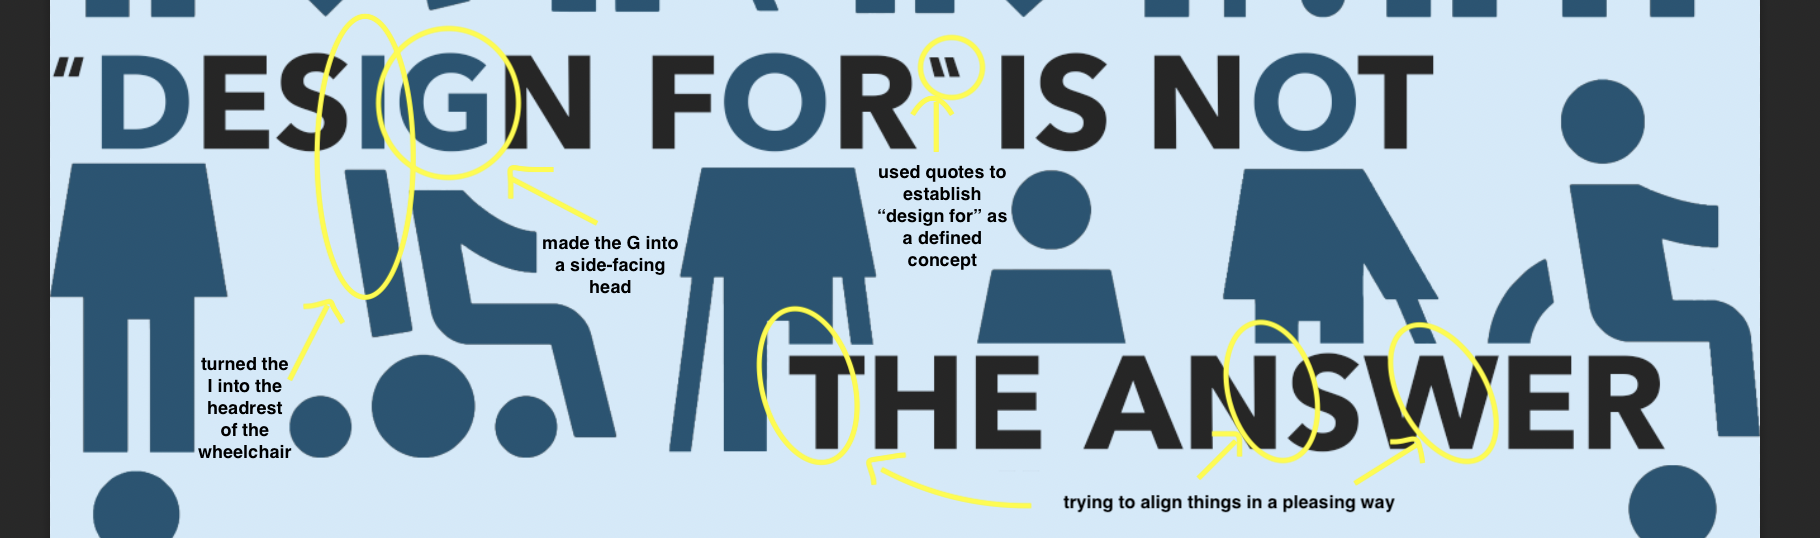 “DESIGN FOR“ IS NOT
used quotes to
establish
“design for” as
a defined
concept
made the G into
a side-facing
head
THE ANSWER
turned the
I into the
headrest
of the
wheelchair
trying to align things in a pleasing way